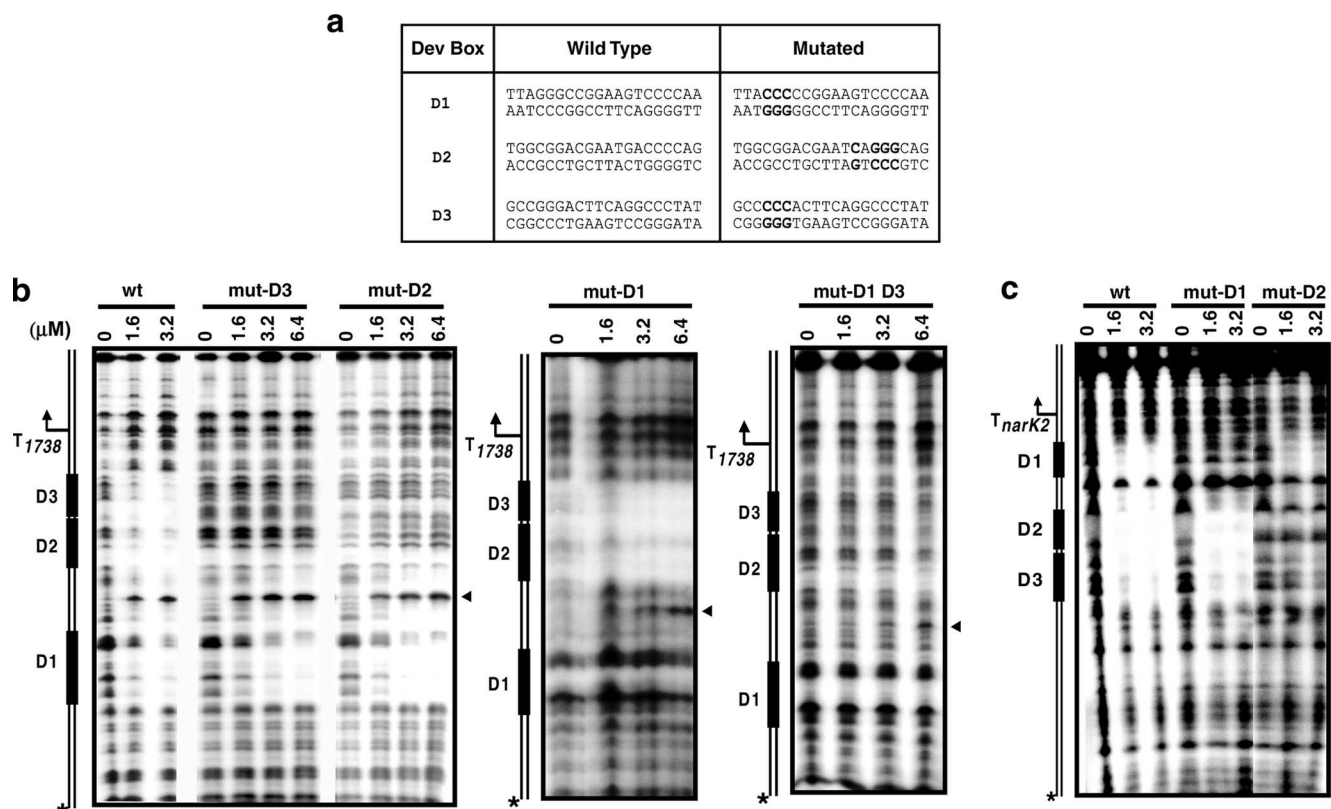 a
Dev Box Wild Type Mutated
D1
TTAGGGCCGGAAGTCCCCAA TTACCCCCGGAAGTCCCCAA
AATCCCGGCCTTCAGGGGTT AATGGGGGCCTTCAGGGGTT
D2
TGGCGGACGAATGACCCCAG TGGCGGACGAATCAGGGCAG
ACCGCCTGCTTACTGGGGTC ACCGCCTGCTTAGTCCCGTC
D3
GCCGGGACTTCAGGCCCTAT GCCCCCACTTCAGGCCCTAT
CGGCCCTGAAGTCCGGGATA CGGGGGTGAAGTCCGGGATA
b
wt mut-D3 mut-D2
(μM) 0 1.6 3.2 0 1.6 3.2 6.4 0 1.6 3.2 6.4
T1738
D3
D2
D1
*
mut-D1
0 1.6 3.2 6.4
T1738
D3
D2
D1
*
mut-D1 D3
0 1.6 3.2 6.4
T1738
D3
D2
D1
*
c
wt mut-D1 mut-D2
0 1.6 3.2 0 1.6 3.2 0 1.6 3.2
TnarK2
D1
D2
D3
*